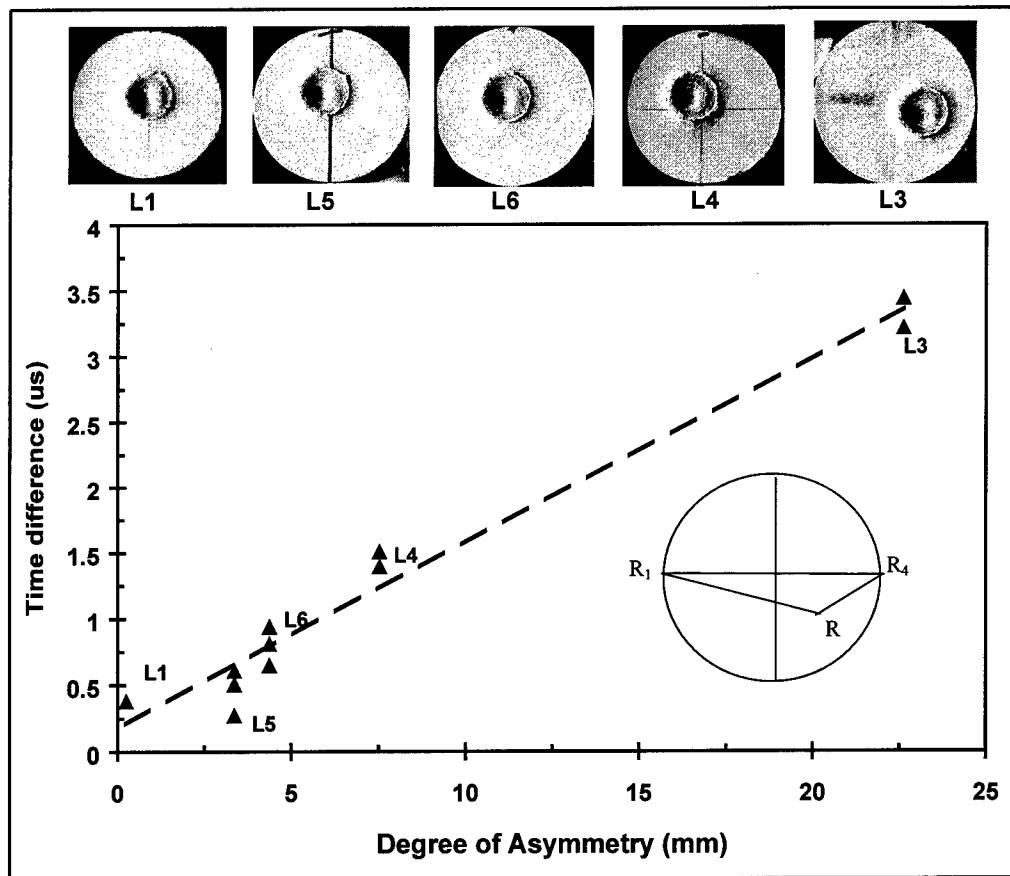 L1 L5 L6 L4 L3
4
3.5
3
2.5
2
1.5
1
0.5
0
Time difference (us)
L3
L4
L6
L1
L5
R₁ R₄
R
0 5 10 15 20 25
Degree of Asymmetry (mm)